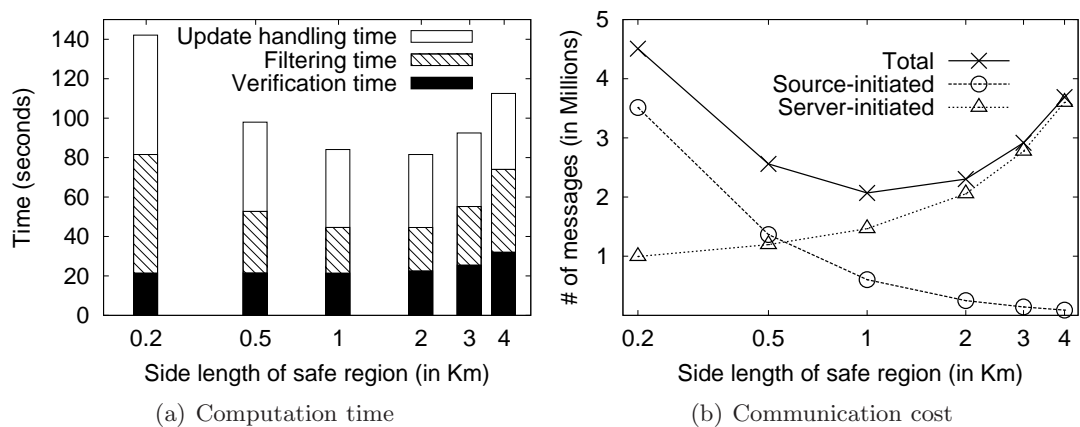 Time (seconds)
140
120
100
80
60
40
20
0
Update handling time
Filtering time
Verification time
0.2 0.5 1 2 3 4
Side length of safe region (in Km)
(a) Computation time
# of messages (in Millions)
5
4
3
2
1
Total
Source-initiated
Server-initiated
0.2 0.5 1 2 3 4
Side length of safe region (in Km)
(b) Communication cost